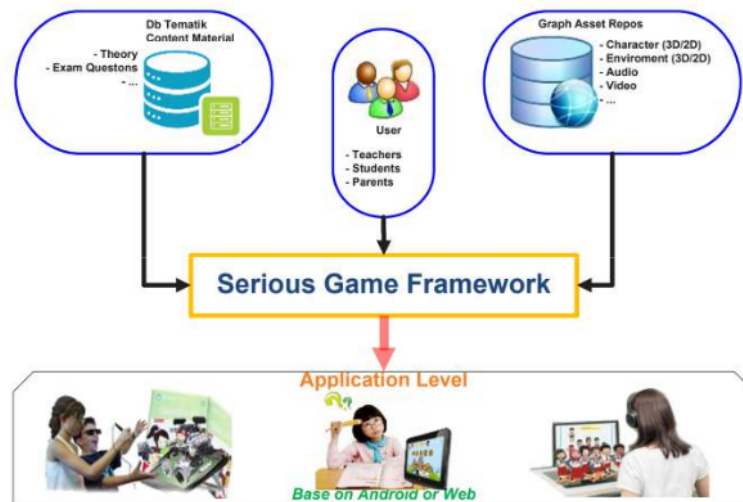 Db Tematik
Content Material
- Theory
- Exam Questons
- ...
User
- Teachers
- Students
- Parents
Graph Asset Repos
- Character (3D/2D)
- Enviroment (3D/2D)
- Audio
- Video
- ...
Serious Game Framework
Application Level
Base on Android or Web